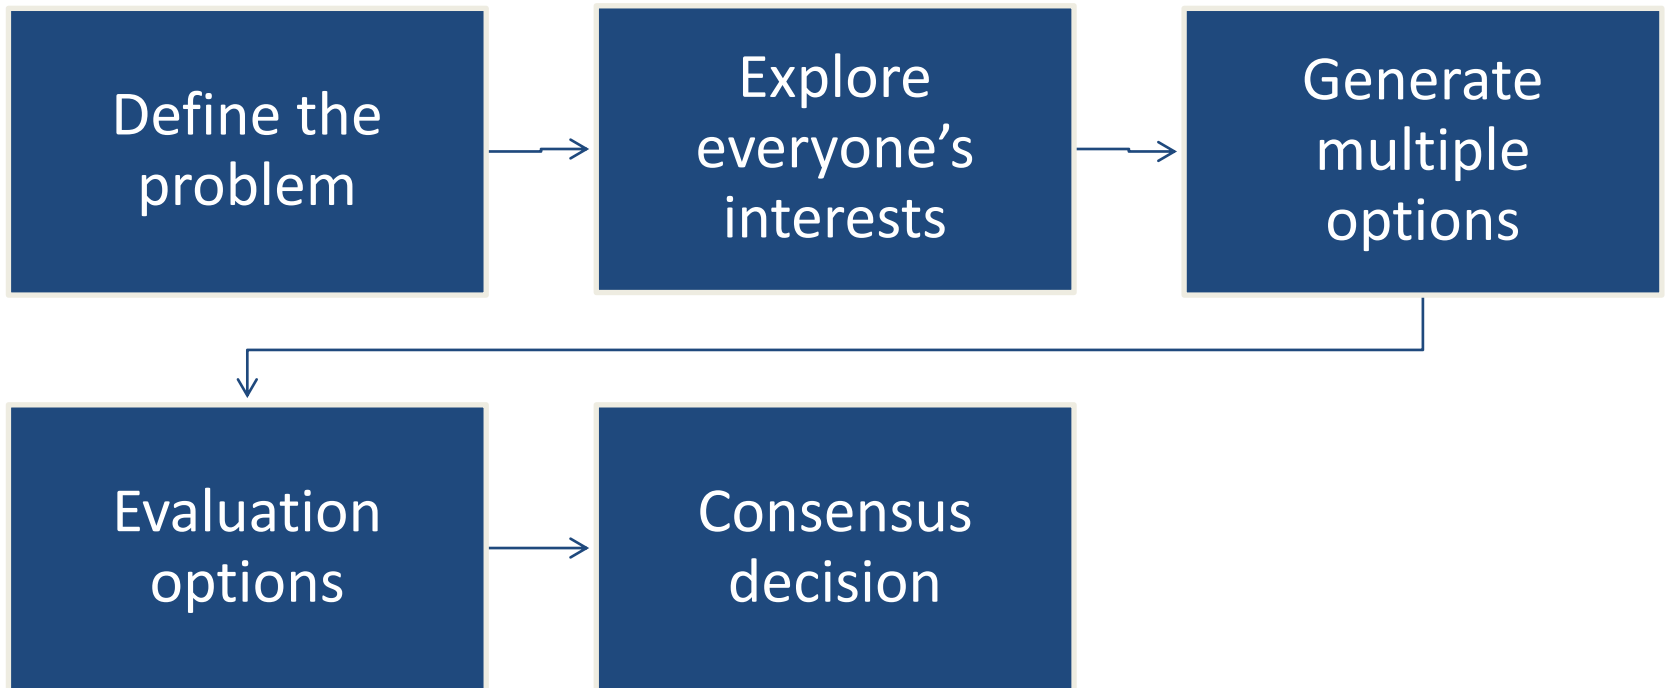 Define the
problem
Explore
everyone’s
interests
Generate
multiple
options
Evaluation
options
Consensus
decision